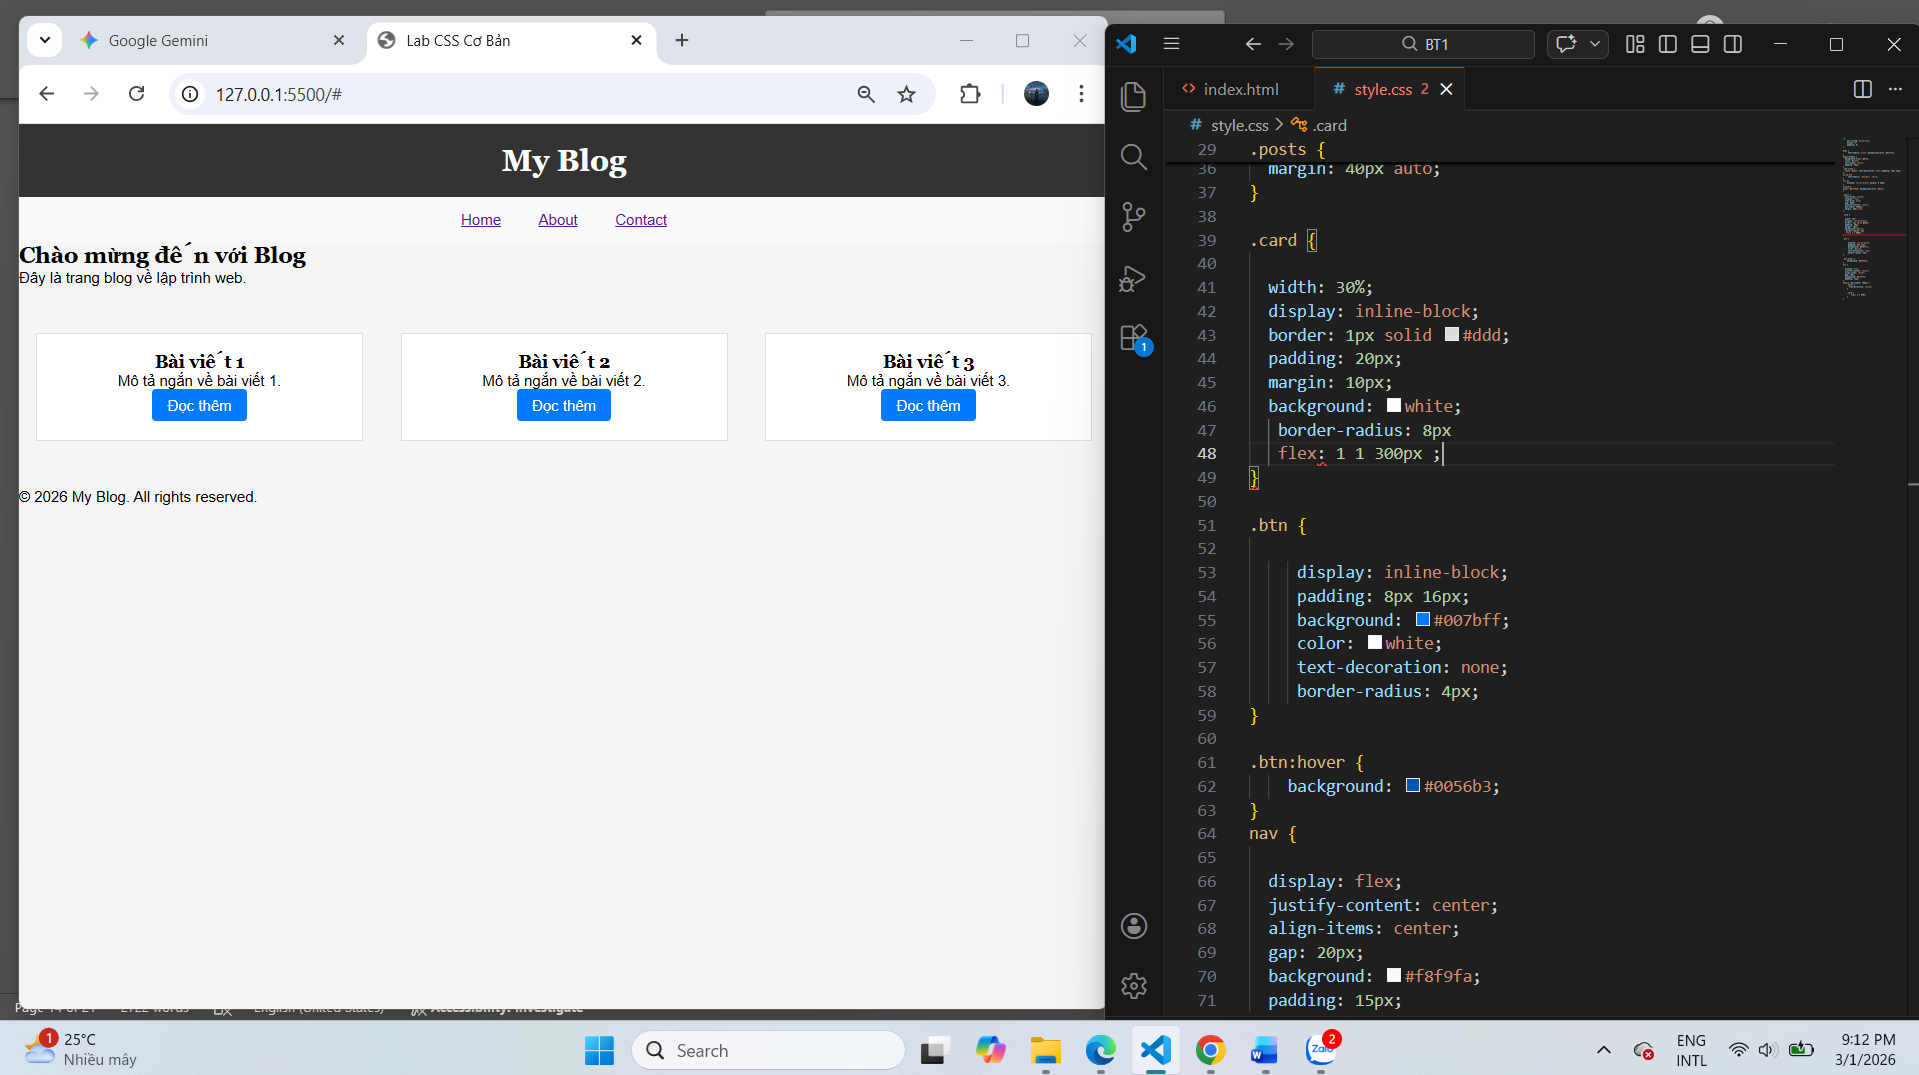 Google Gemini
Lab CSS Cơ Bản
127.0.0.1:5500/#
My Blog
Home About Contact
Chào mừng đến với Blog
Đây là trang blog về lập trình web.
Bài viết 1
Mô tả ngắn về bài viết 1.
Đọc thêm
Bài viết 2
Mô tả ngắn về bài viết 2.
Đọc thêm
Bài viết 3
Mô tả ngắn về bài viết 3.
Đọc thêm
© 2026 My Blog. All rights reserved.
BT1
index.html
# style.css 2
# style.css > .card
29 .posts {
36 margin: 40px auto;
37 }
38
39 .card {
40
41 width: 30%;
42 display: inline-block;
43 border: 1px solid #ddd;
44 padding: 20px;
45 margin: 10px;
46 background: white;
47 border-radius: 8px
48 flex: 1 1 300px ;
49 }
50
51 .btn {
52
53 display: inline-block;
54 padding: 8px 16px;
55 background: #007bff;
56 color: white;
57 text-decoration: none;
58 border-radius: 4px;
59 }
60
61 .btn:hover {
62 background: #0056b3;
63 }
64 nav {
65
66 display: flex;
67 justify-content: center;
68 align-items: center;
69 gap: 20px;
70 background: #f8f9fa;
71 padding: 15px;
1
1
25°C
Nhiều mây
Search
Zalo
2
ENG
INTL
9:12 PM
3/1/2026